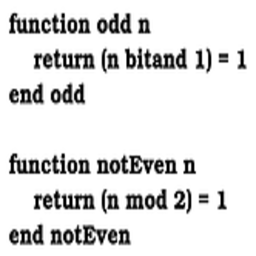 function odd n
return (n bitand 1) = 1
end odd
function notEven n
return (n mod 2) = 1
end notEven